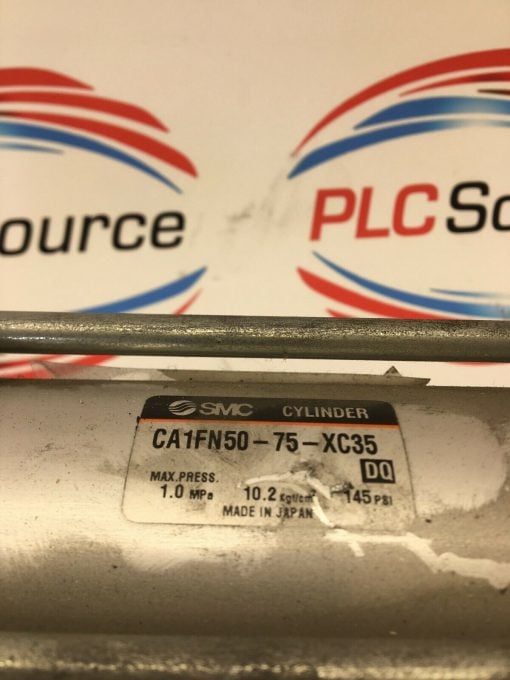 ource
PLC So
SMC CYLINDER
CA1FN50-75-XC35
DQ
MAX.PRESS.
1.0 MPa 10.2 Kgf/cm² 145 PSI
MADE IN JAPAN